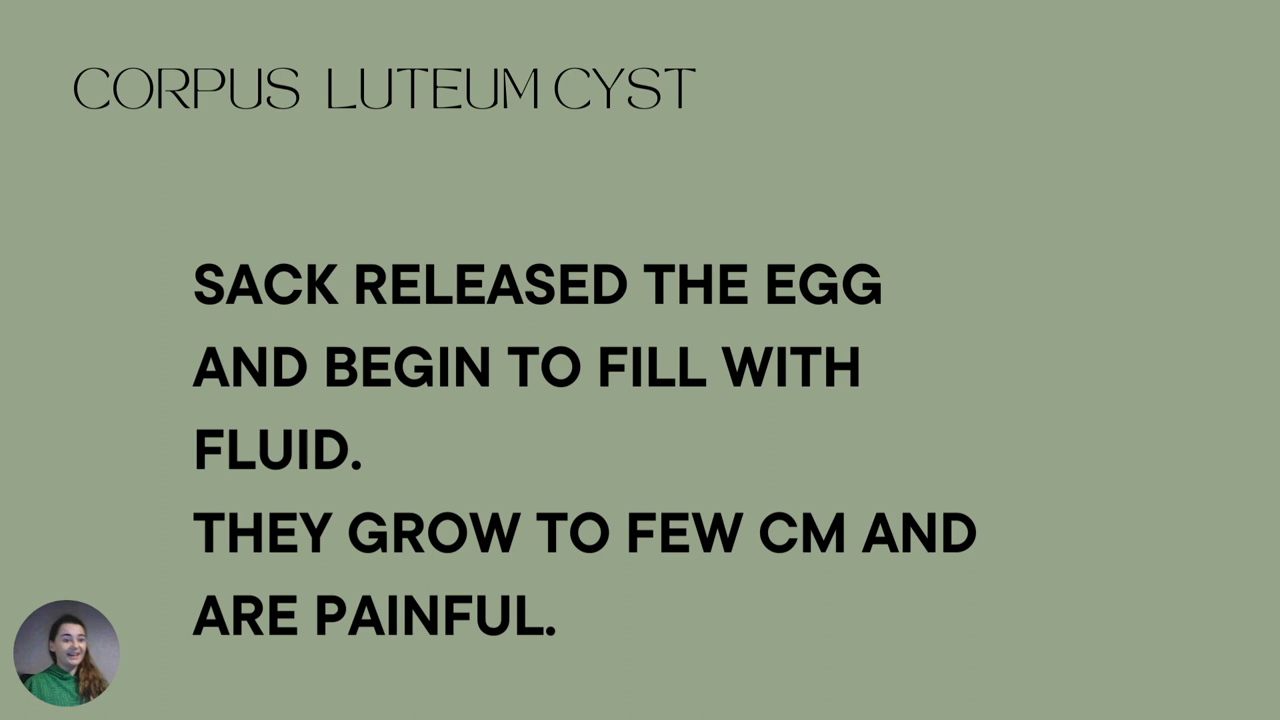 CORPUS LUTEUM CYST
SACK RELEASED THE EGG
AND BEGIN TO FILL WITH
FLUID.
THEY GROW TO FEW CM AND
ARE PAINFUL.